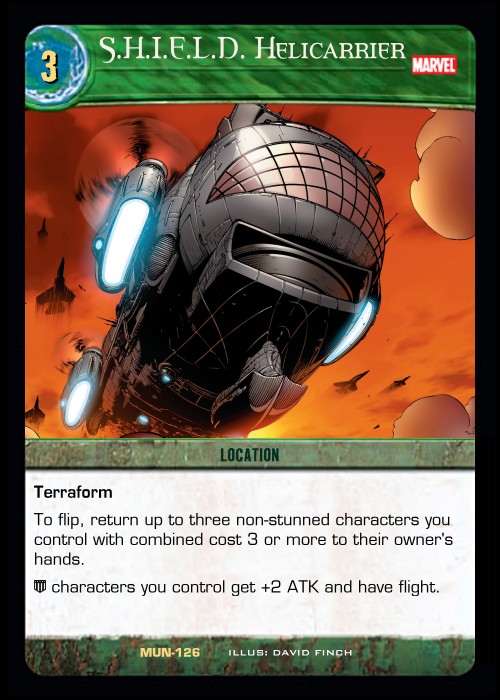 S.H.I.E.L.D. Helicarrier
3
MARVEL
LOCATION
Terraform
To flip, return up to three non-stunned characters you
control with combined cost 3 or more to their owner's
hands.
characters you control get +2 ATK and have flight.
MUN-126 ILLUS: DAVID FINCH